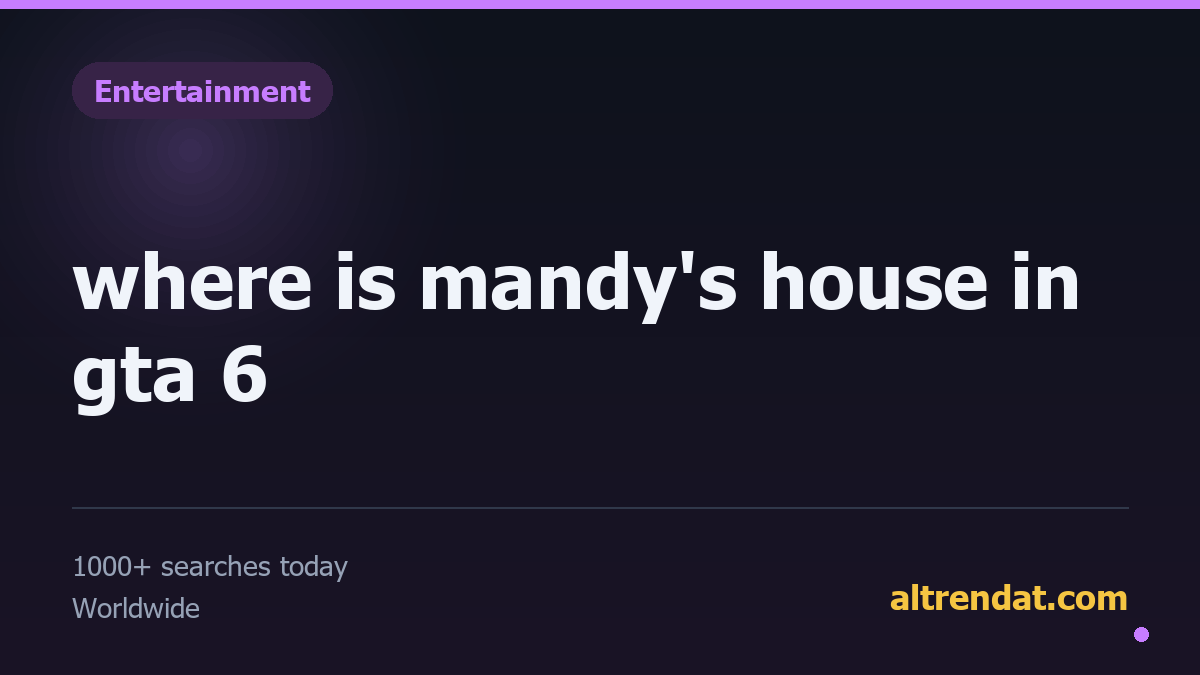 Entertainment
where is mandy's house in
gta 6
1000+ searches today
Worldwide
altrendat.com